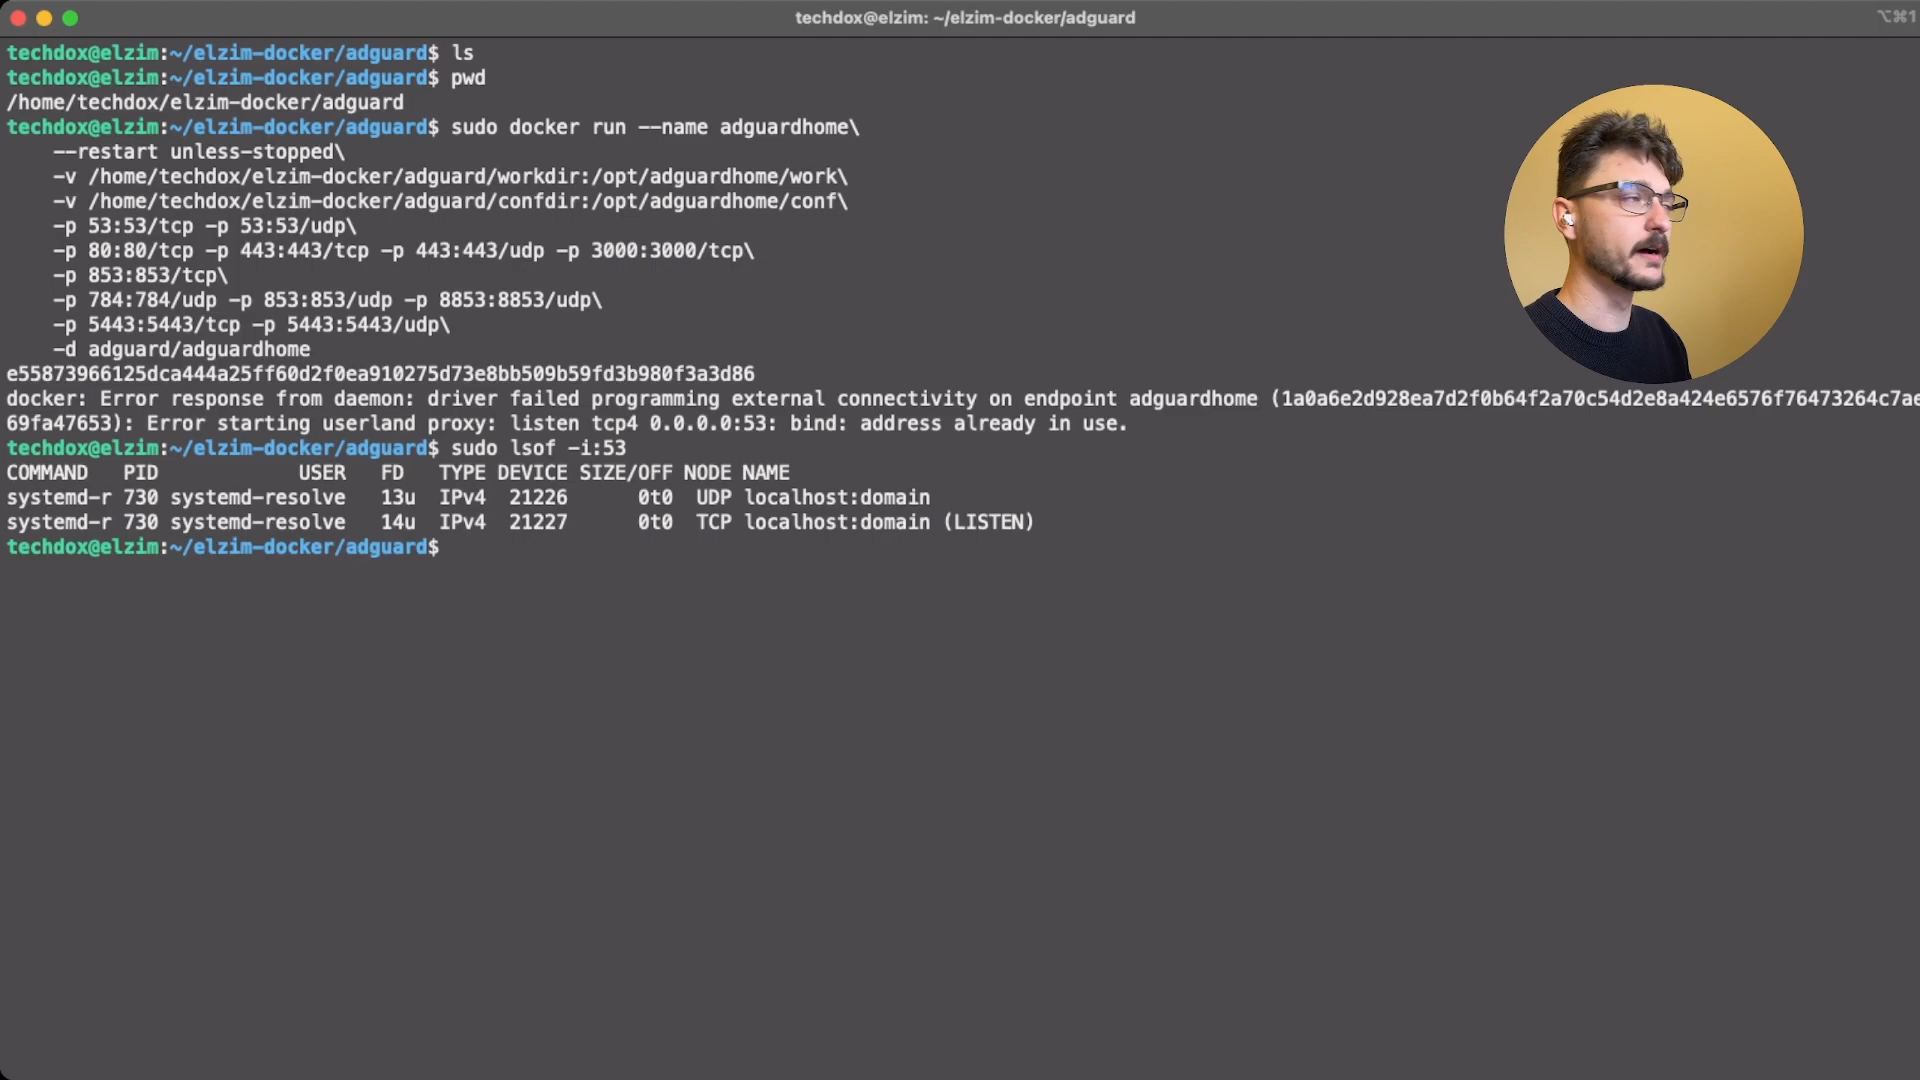 techdox@elzim: ~/elzim-docker/adguard
⌥⌘1
techdox@elzim:~/elzim-docker/adguard$ ls
techdox@elzim:~/elzim-docker/adguard$ pwd
/home/techdox/elzim-docker/adguard
techdox@elzim:~/elzim-docker/adguard$ sudo docker run --name adguardhome\
--restart unless-stopped\
-v /home/techdox/elzim-docker/adguard/workdir:/opt/adguardhome/work\
-v /home/techdox/elzim-docker/adguard/confdir:/opt/adguardhome/conf\
-p 53:53/tcp -p 53:53/udp\
-p 80:80/tcp -p 443:443/tcp -p 443:443/udp -p 3000:3000/tcp\
-p 853:853/tcp\
-p 784:784/udp -p 853:853/udp -p 8853:8853/udp\
-p 5443:5443/tcp -p 5443:5443/udp\
-d adguard/adguardhome
e55873966125dca444a25ff60d2f0ea910275d73e8bb509b59fd3b980f3a3d86
docker: Error response from daemon: driver failed programming external connectivity on endpoint adguardhome (1a0a6e2d928ea7d2f0b64f2a70c54d2e8a424e6576f76473264c7ae
69fa47653): Error starting userland proxy: listen tcp4 0.0.0.0:53: bind: address already in use.
techdox@elzim:~/elzim-docker/adguard$ sudo lsof -i:53
COMMAND PID USER FD TYPE DEVICE SIZE/OFF NODE NAME
systemd-r 730 systemd-resolve 13u IPv4 21226 0t0 UDP localhost:domain
systemd-r 730 systemd-resolve 14u IPv4 21227 0t0 TCP localhost:domain (LISTEN)
techdox@elzim:~/elzim-docker/adguard$